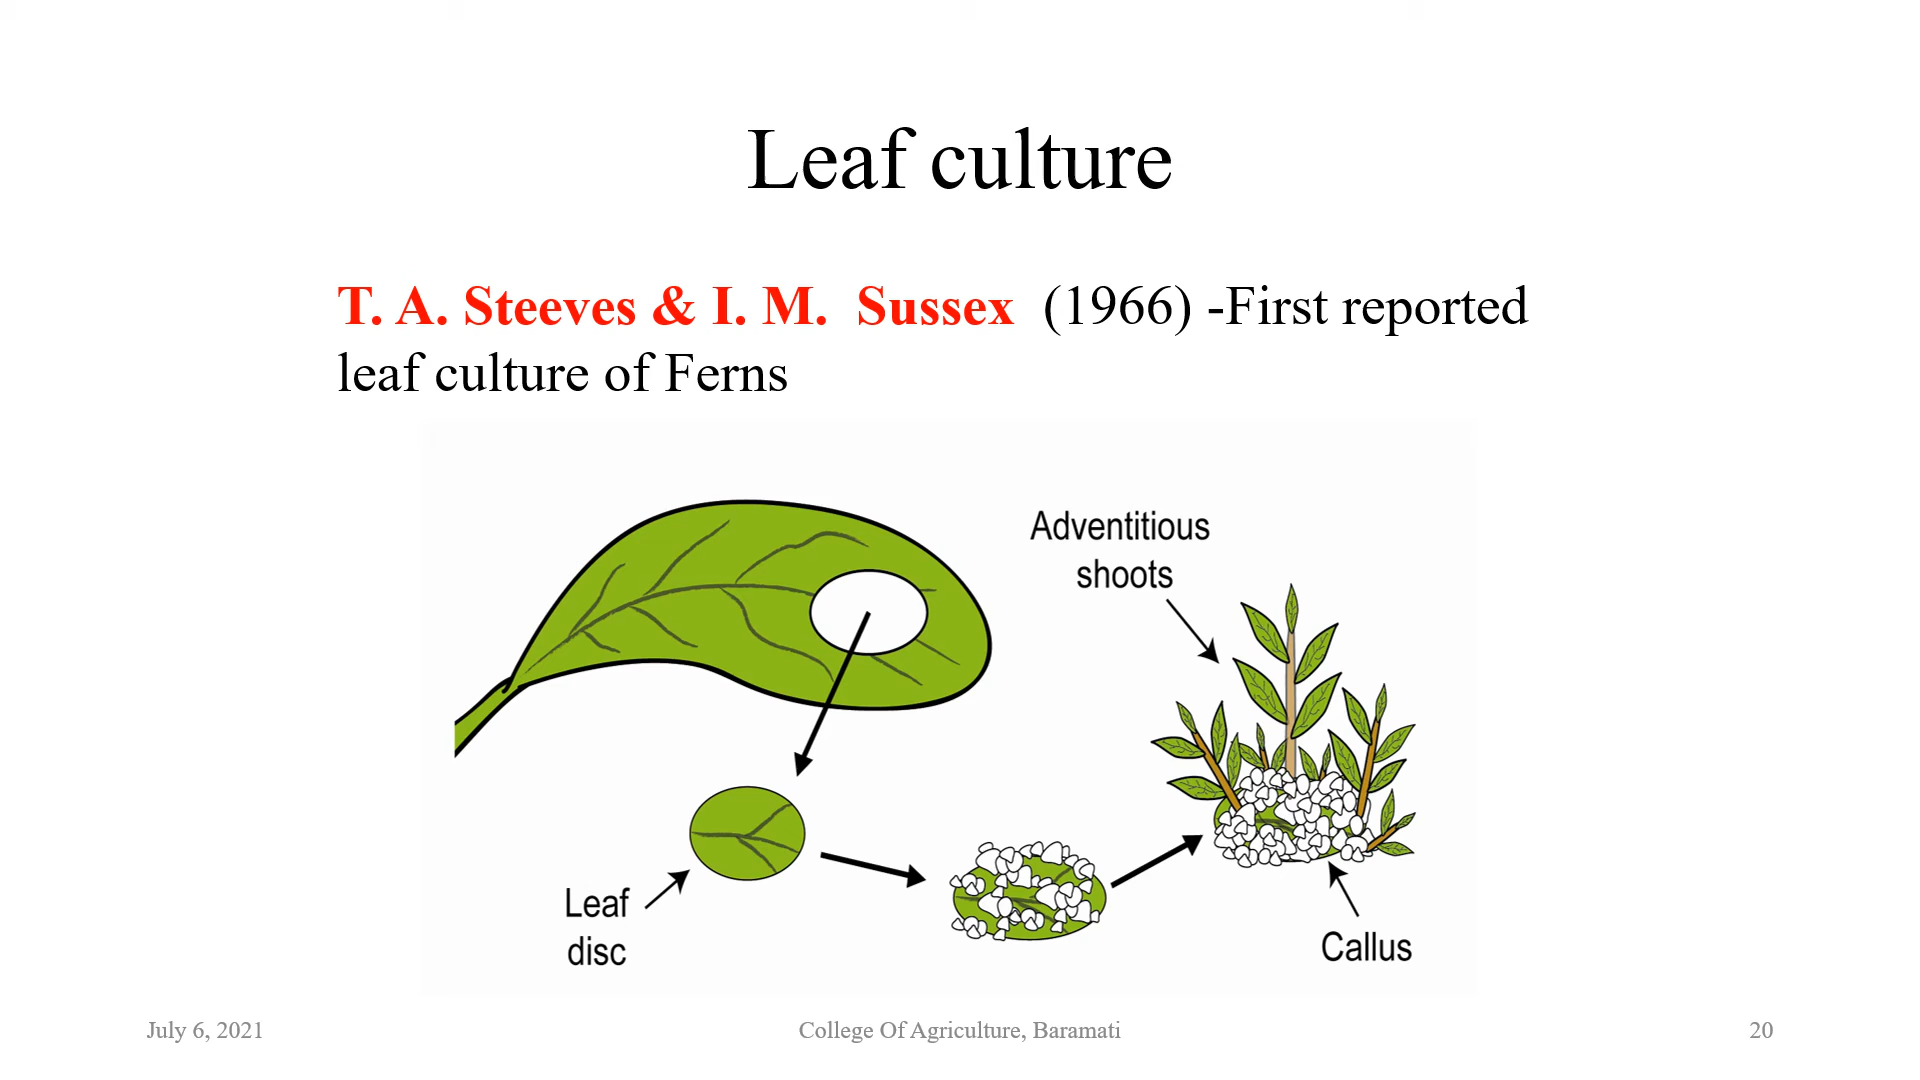 Leaf culture
T. A. Steeves & I. M. Sussex (1966) -First reported
leaf culture of Ferns
Adventitious
shoots
Leaf
disc
Callus
July 6, 2021
College Of Agriculture, Baramati
20